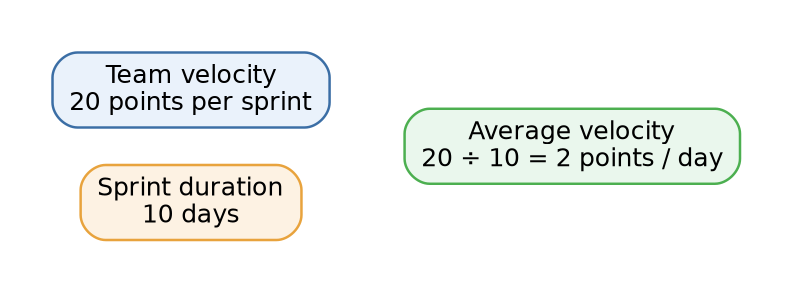 Team velocity
20 points per sprint
Sprint duration
10 days
Average velocity
20 ÷ 10 = 2 points / day